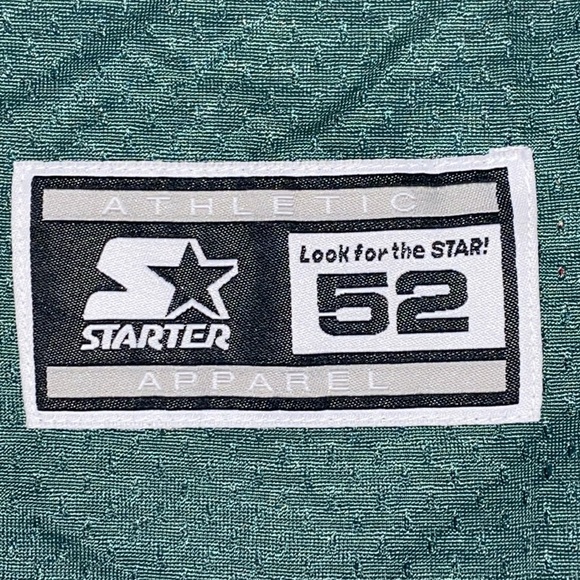 ATHLETIC
Look for the STAR!
STARTER
52
APPAREL